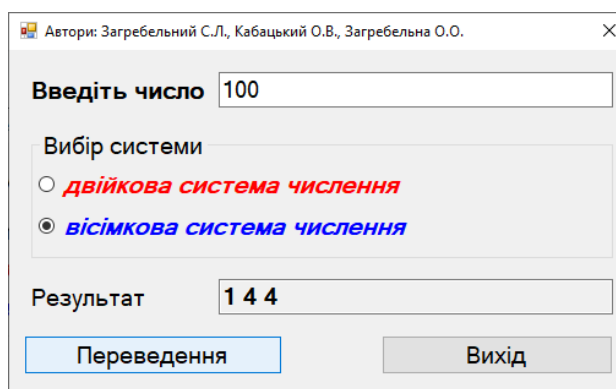 Автори: Загребельний С.Л., Кабацький О.В., Загребельна О.О.
Введіть число 100
Вибір системи
двійкова система числення
вісімкова система числення
Результат 1 4 4
Переведення Вихід